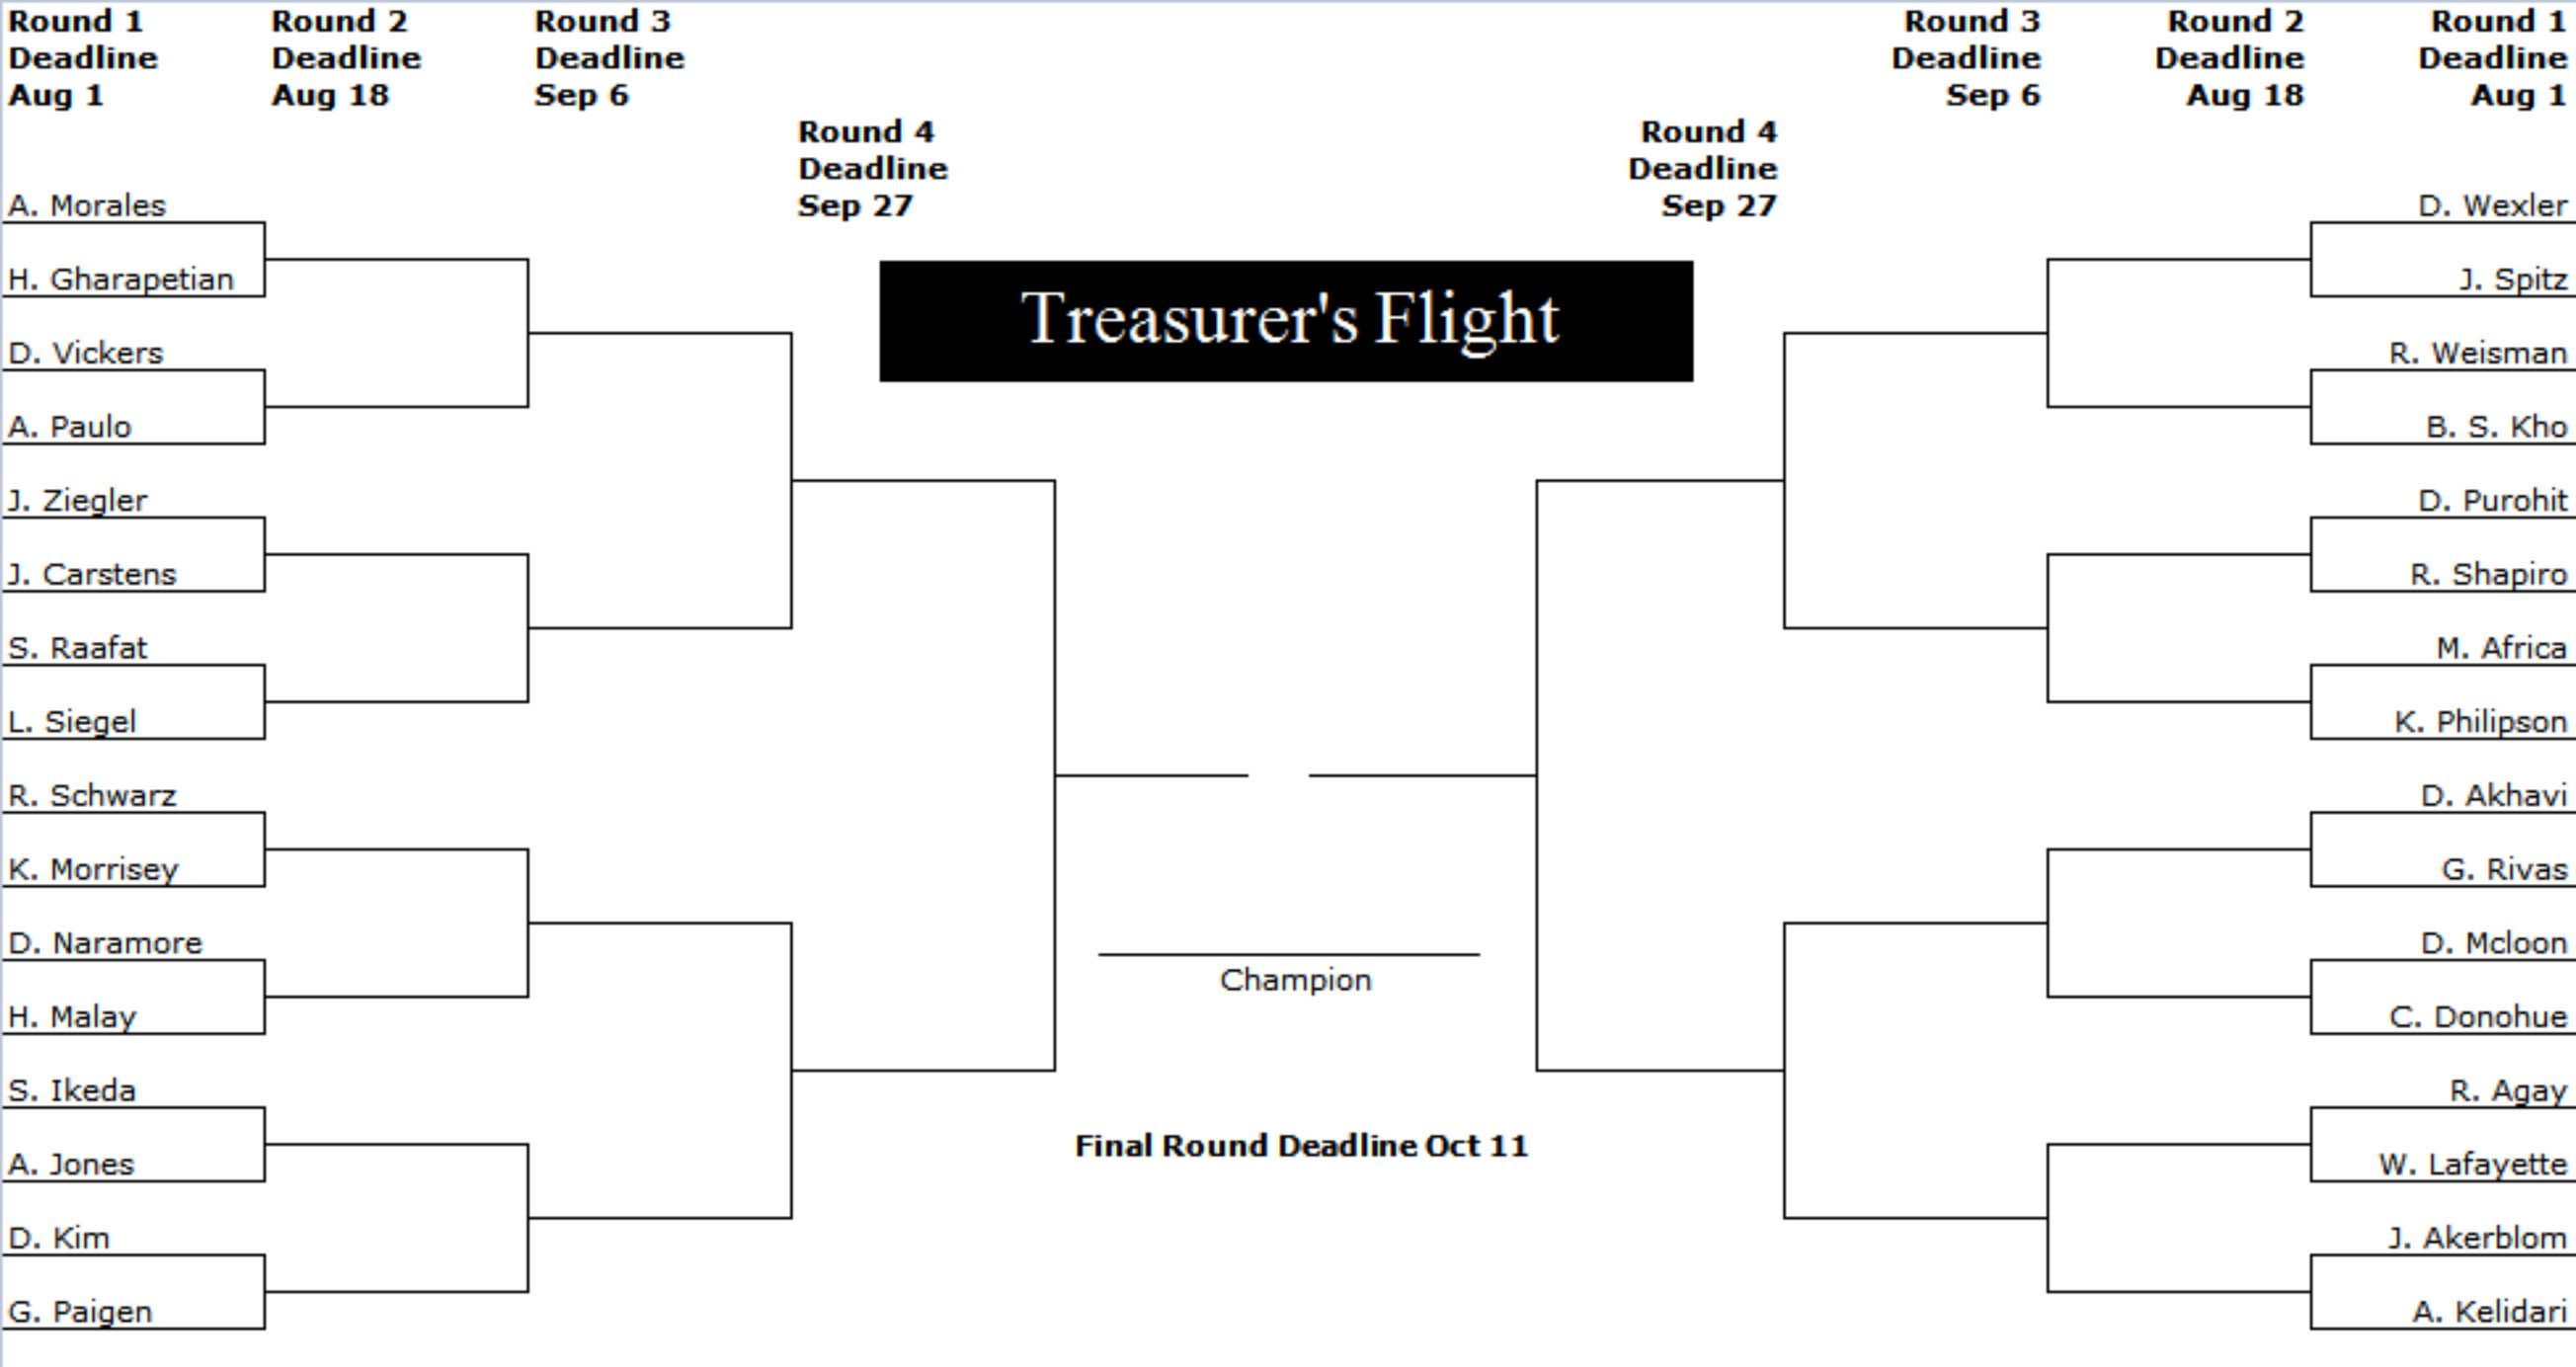 Round 1
Deadline
Aug 1
Round 2
Deadline
Aug 18
Round 3
Deadline
Sep 6
Round 4
Deadline
Sep 27
Round 4
Deadline
Sep 27
Round 3
Deadline
Sep 6
Round 2
Deadline
Aug 18
Round 1
Deadline
Aug 1
Treasurer's Flight
A. Morales
H. Gharapetian
D. Vickers
A. Paulo
J. Ziegler
J. Carstens
S. Raafat
L. Siegel
R. Schwarz
K. Morrisey
D. Naramore
H. Malay
S. Ikeda
A. Jones
D. Kim
G. Paigen
Champion
Final Round Deadline Oct 11
D. Wexler
J. Spitz
R. Weisman
B. S. Kho
D. Purohit
R. Shapiro
M. Africa
K. Philipson
D. Akhavi
G. Rivas
D. Mcloon
C. Donohue
R. Agay
W. Lafayette
J. Akerblom
A. Kelidari